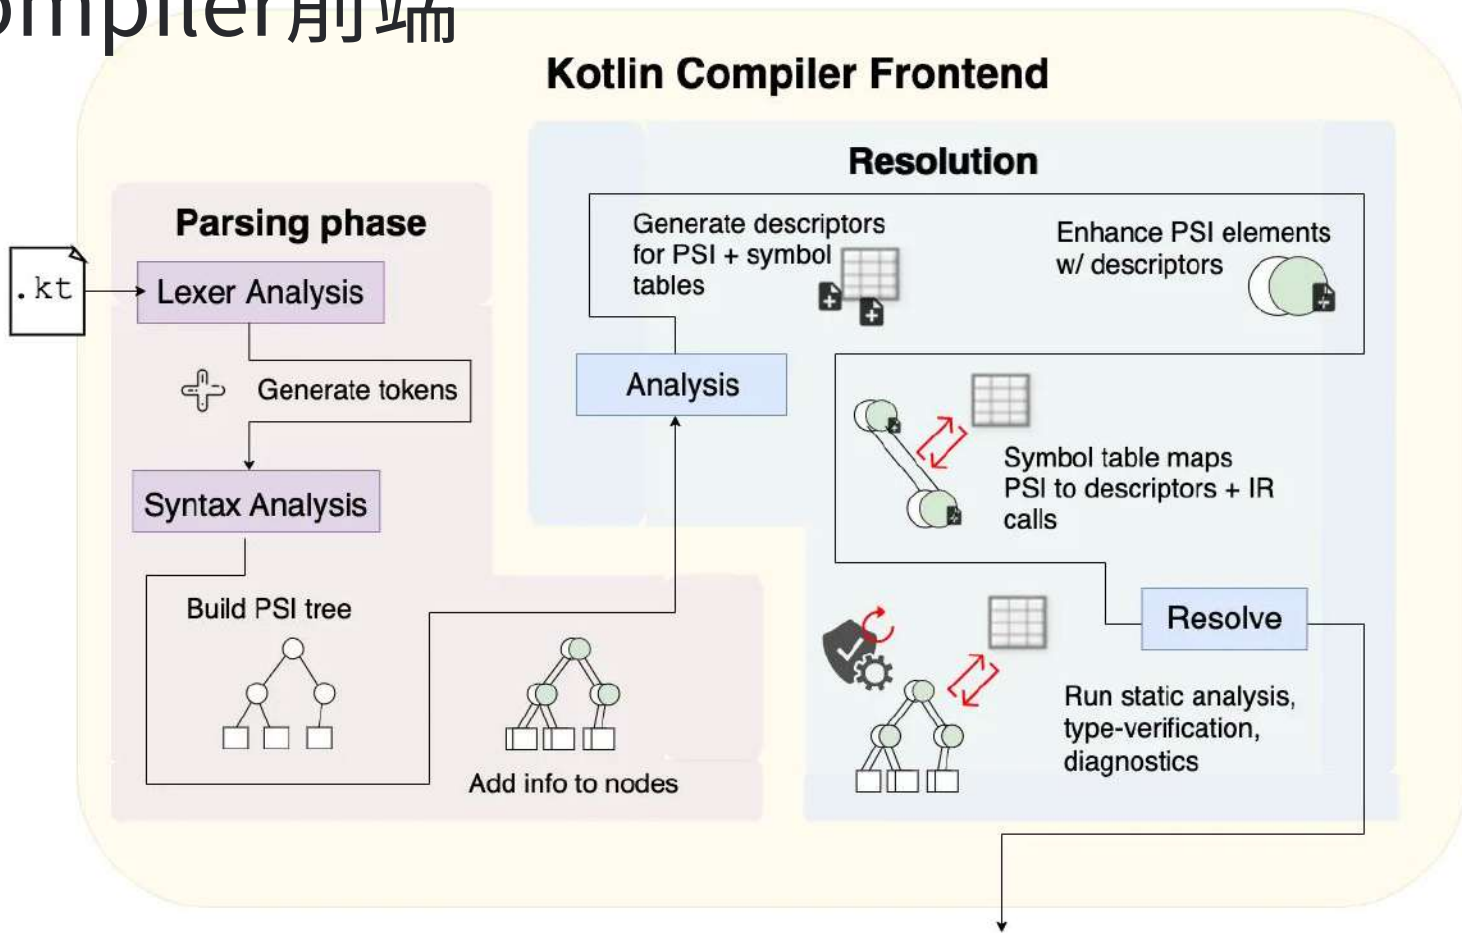 ompiler前端
Kotlin Compiler Frontend
Parsing phase
.kt
Lexer Analysis
Generate tokens
Syntax Analysis
Build PSI tree
Add info to nodes
Resolution
Analysis
Generate descriptors
for PSI + symbol
tables
Enhance PSI elements
w/ descriptors
Symbol table maps
PSI to descriptors + IR
calls
Resolve
Run static analysis,
type-verification,
diagnostics